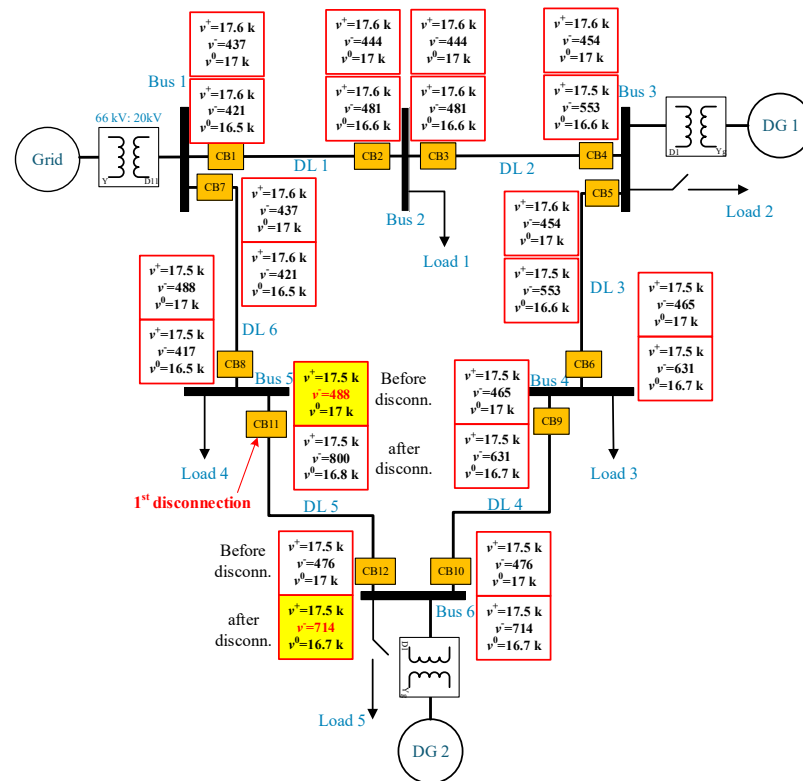 v⁺=17.6 k
v⁻=437
v⁰=17 k
v⁺=17.6 k
v⁻=421
v⁰=16.5 k
v⁺=17.6 k
v⁻=444
v⁰=17 k
v⁺=17.6 k
v⁻=481
v⁰=16.6 k
v⁺=17.6 k
v⁻=444
v⁰=17 k
v⁺=17.6 k
v⁻=481
v⁰=16.6 k
v⁺=17.6 k
v⁻=454
v⁰=17 k
v⁺=17.5 k
v⁻=553
v⁰=16.6 k
Bus 1
Bus 3
66 kV: 20kV
Grid
Y
D11
CB1
DL 1
CB2
CB3
DL 2
CB4
D1
Yg
DG 1
CB7
Bus 2
CB5
Load 2
Load 1
v⁺=17.6 k
v⁻=437
v⁰=17 k
v⁺=17.6 k
v⁻=421
v⁰=16.5 k
v⁺=17.6 k
v⁻=454
v⁰=17 k
v⁺=17.5 k
v⁻=553
v⁰=16.6 k
DL 3
v⁺=17.5 k
v⁻=488
v⁰=17 k
v⁺=17.5 k
v⁻=417
v⁰=16.5 k
DL 6
v⁺=17.5 k
v⁻=465
v⁰=17 k
v⁺=17.5 k
v⁻=631
v⁰=16.7 k
CB8
CB6
Bus 5
Bus 4
v⁺=17.5 k
v⁻=488
v⁰=17 k
Before
disconn.
v⁺=17.5 k
v⁻=465
v⁰=17 k
CB11
CB9
v⁺=17.5 k
v⁻=800
v⁰=16.8 k
after
disconn.
v⁺=17.5 k
v⁻=631
v⁰=16.7 k
Load 4
Load 3
1st disconnection
DL 5
DL 4
Before
disconn.
v⁺=17.5 k
v⁻=476
v⁰=17 k
CB12
CB10
v⁺=17.5 k
v⁻=476
v⁰=17 k
after
disconn.
v⁺=17.5 k
v⁻=714
v⁰=16.7 k
Bus 6
v⁺=17.5 k
v⁻=714
v⁰=16.7 k
D1
Load 5
DG 2